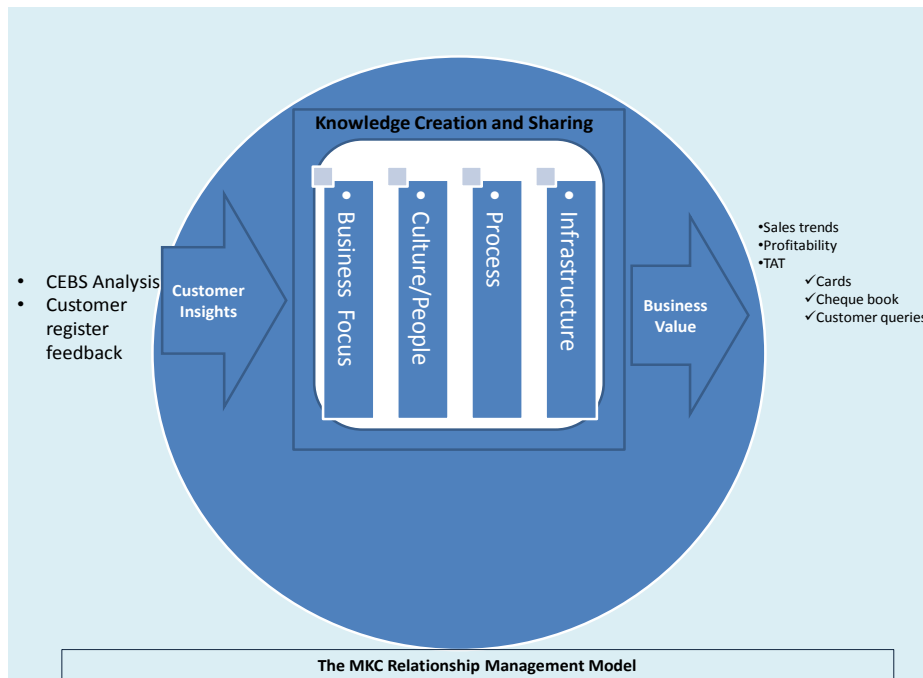 Knowledge Creation and Sharing
• CEBS Analysis
• Customer
register
feedback
Customer
Insights
• Business Focus
• Culture/People
• Process
• Infrastructure
Business
Value
•Sales trends
•Profitability
•TAT
✓Cards
✓Cheque book
✓Customer queries
The MKC Relationship Management Model